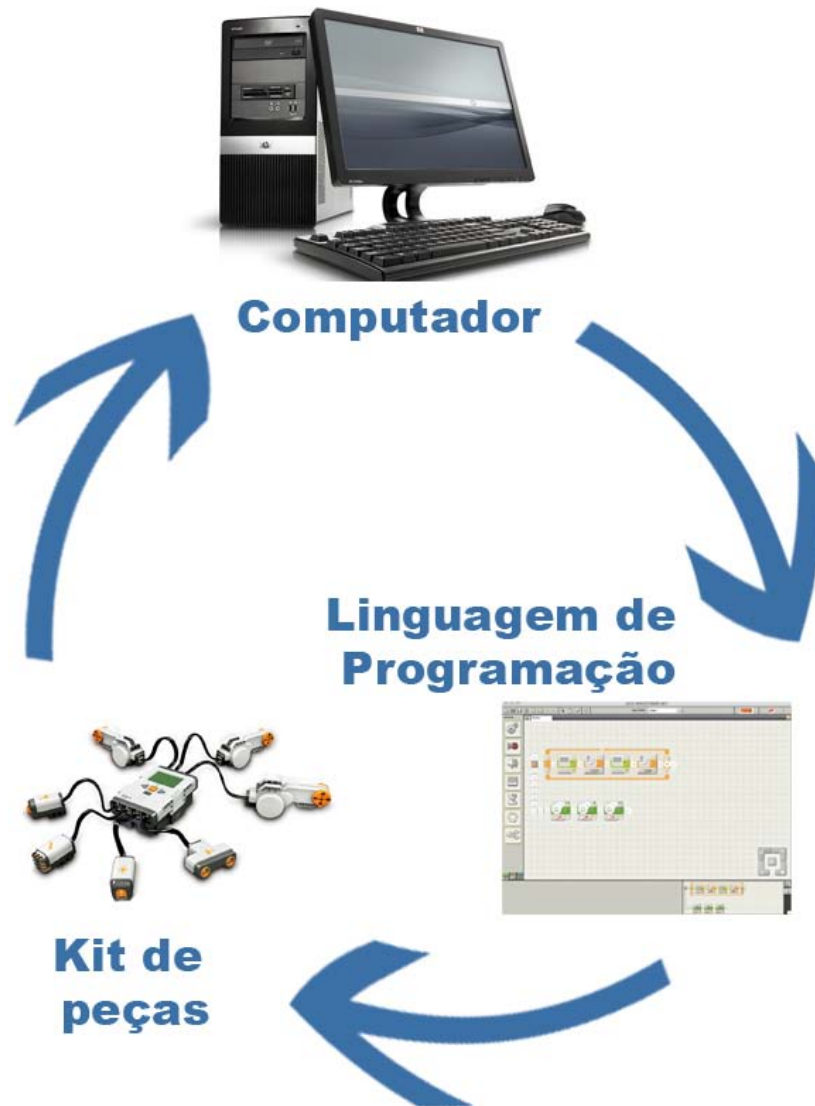 Computador
Linguagem de
Programação
Kit de
peças